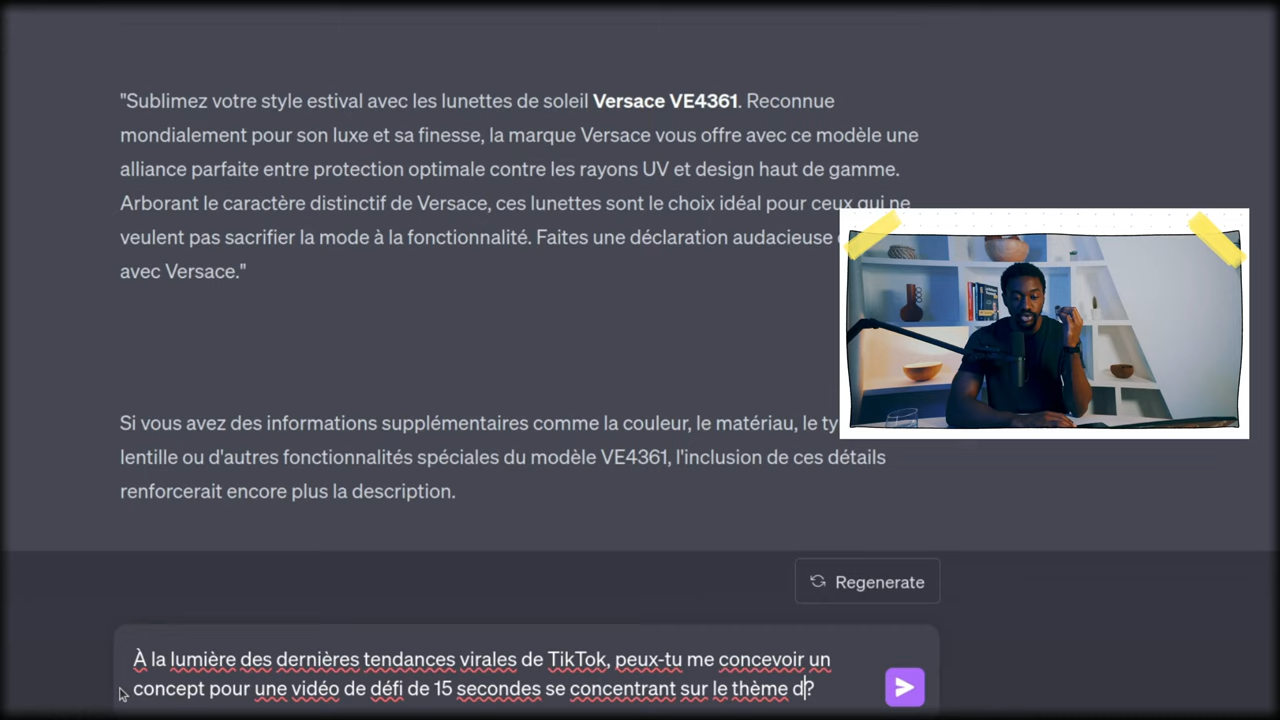 "Sublimez votre style estival avec les lunettes de soleil Versace VE4361. Reconnue
mondialement pour son luxe et sa finesse, la marque Versace vous offre avec ce modèle une
alliance parfaite entre protection optimale contre les rayons UV et design haut de gamme.
Arborant le caractère distinctif de Versace, ces lunettes sont le choix idéal pour ceux qui ne
veulent pas sacrifier la mode à la fonctionnalité. Faites une déclaration audacieuse
avec Versace."
Si vous avez des informations supplémentaires comme la couleur, le matériau, le
lentille ou d'autres fonctionnalités spéciales du modèle VE4361, l'inclusion de ces détails
renforcerait encore plus la description.
Regenerate
À la lumière des dernières tendances virales de TikTok, peux-tu me concevoir un
concept pour une vidéo de défi de 15 secondes se concentrant sur le thème d?